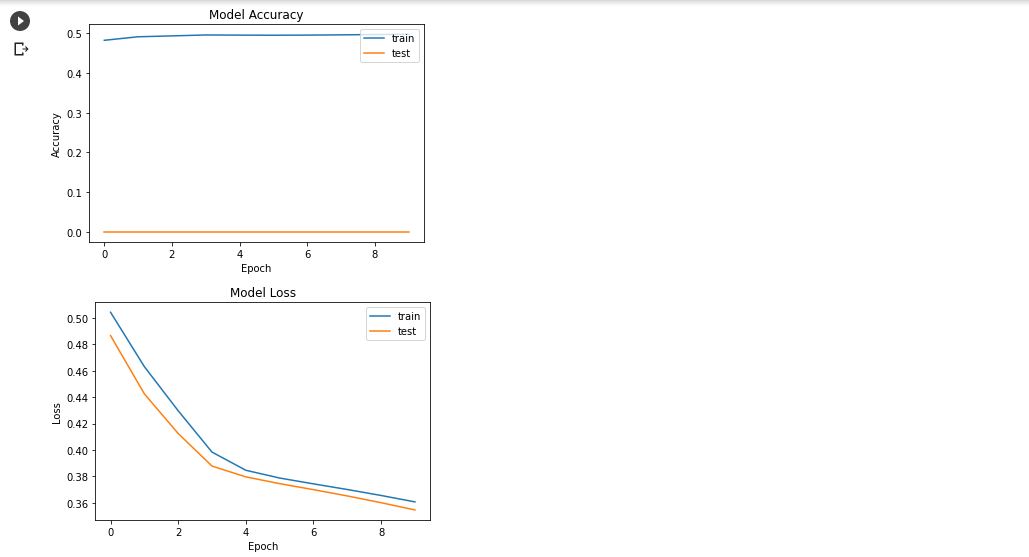 Model Accuracy
0.5
0.4
0.3
0.2
0.1
0.0
Accuracy
train
test
0 2 4 6 8
Epoch
Model Loss
0.50
0.48
0.46
0.44
0.42
0.40
0.38
0.36
Loss
train
test
0 2 4 6 8
Epoch